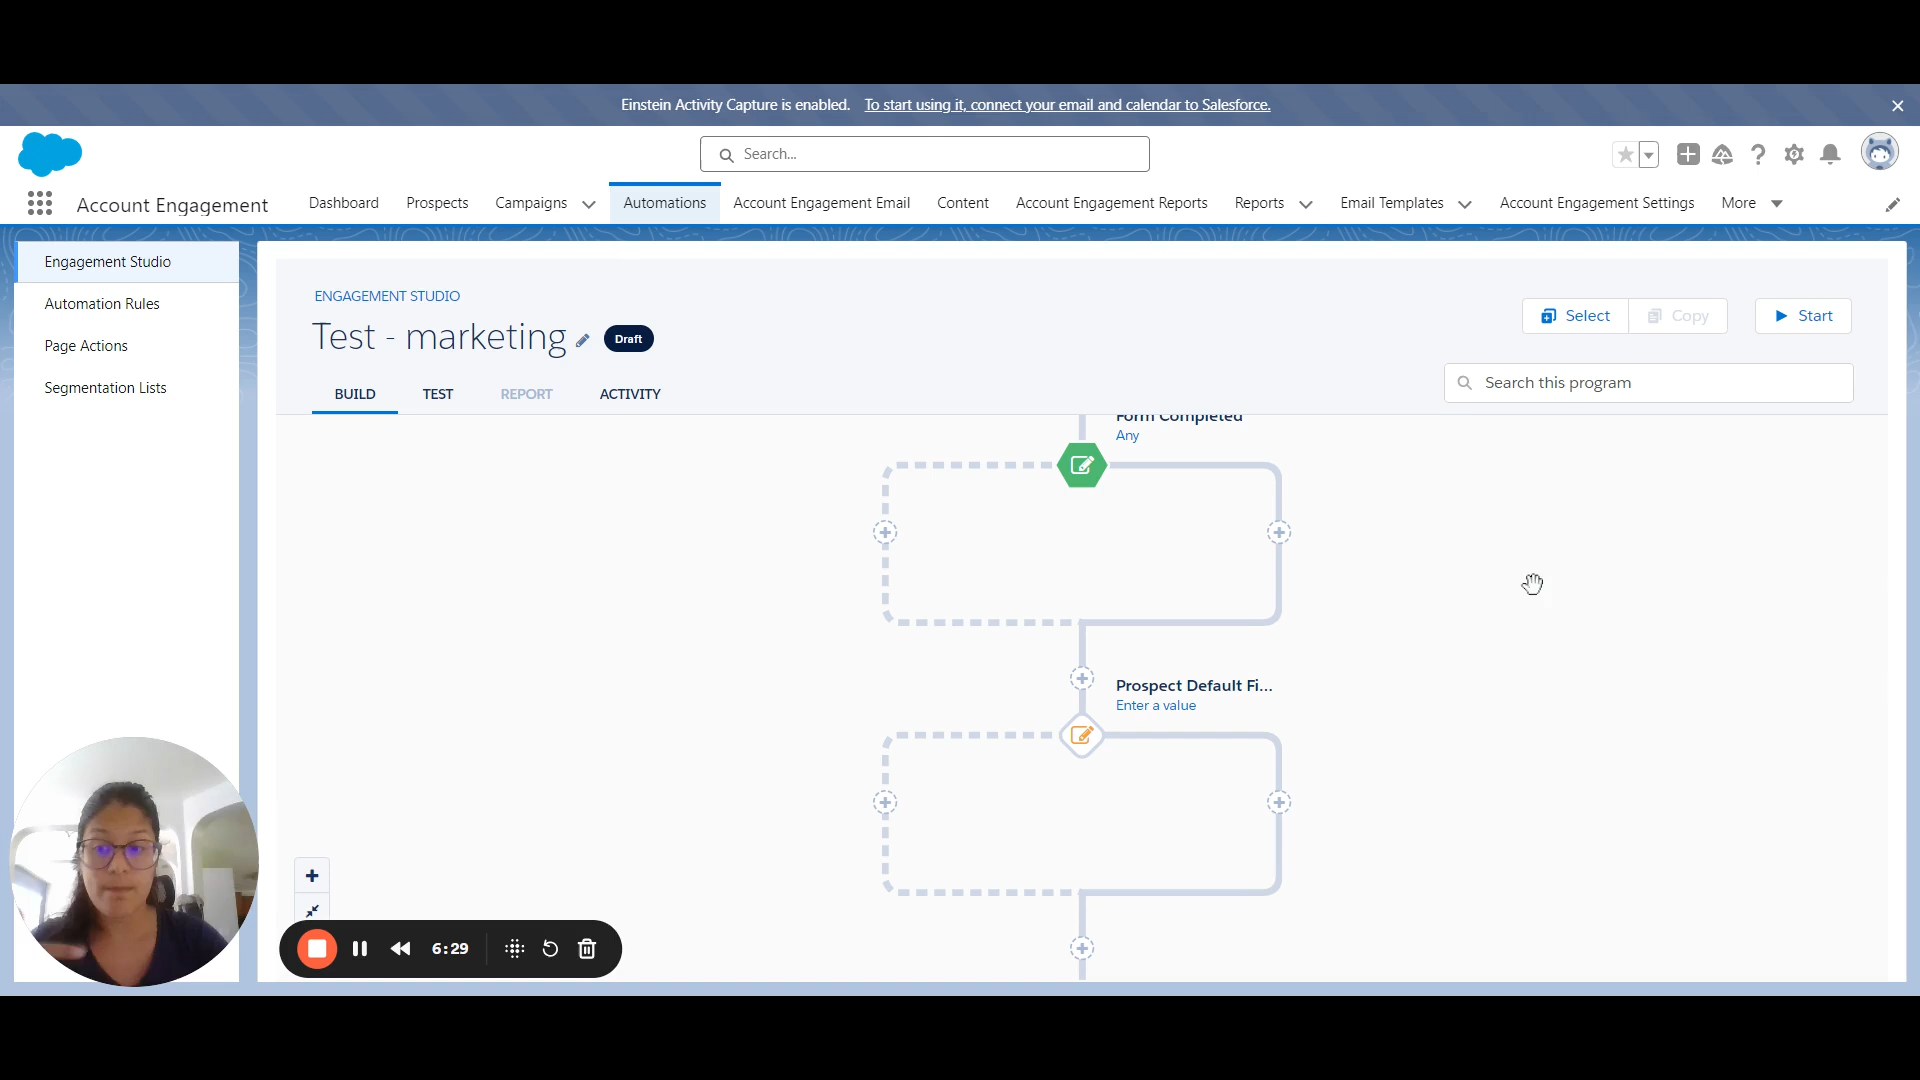 Einstein Activity Capture is enabled. To start using it, connect your email and calendar to Salesforce.
Search...
Account Engagement
Dashboard
Prospects
Campaigns
Automations
Account Engagement Email
Content
Account Engagement Reports
Reports
Email Templates
Account Engagement Settings
More
Engagement Studio
Automation Rules
Page Actions
Segmentation Lists
ENGAGEMENT STUDIO
Test - marketing
Draft
Select
Copy
Start
BUILD
TEST
REPORT
ACTIVITY
Search this program
Form Completed
Any
Prospect Default Fi...
Enter a value
6:29